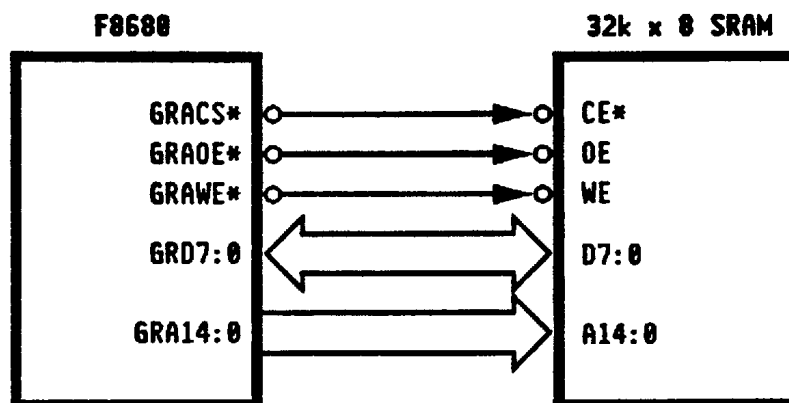 F8680 32k x 8 SRAM
GRACS* CE*
GRAOE* OE
GRAWE* WE
GRD7:0 D7:0
GRA14:0 A14:0